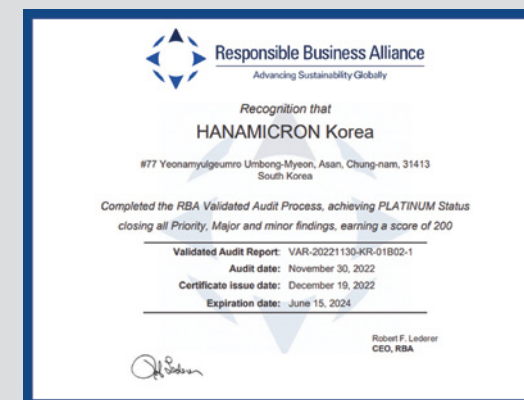 Responsible Business Alliance
Advancing Sustainability Globally
Recognition that
HANAMICRON Korea
#77 Yeonamyulgeumro Umbong-Myeon, Asan, Chung-nam, 31413
South Korea
Completed the RBA Validated Audit Process, achieving PLATINUM Status
closing all Priority, Major and minor findings, earning a score of 200
Validated Audit Report: VAR-20221130-KR-01B02-1
Audit date: November 30, 2022
Certificate issue date: December 19, 2022
Expiration date: June 15, 2024
Robert F. Lederer
CEO, RBA